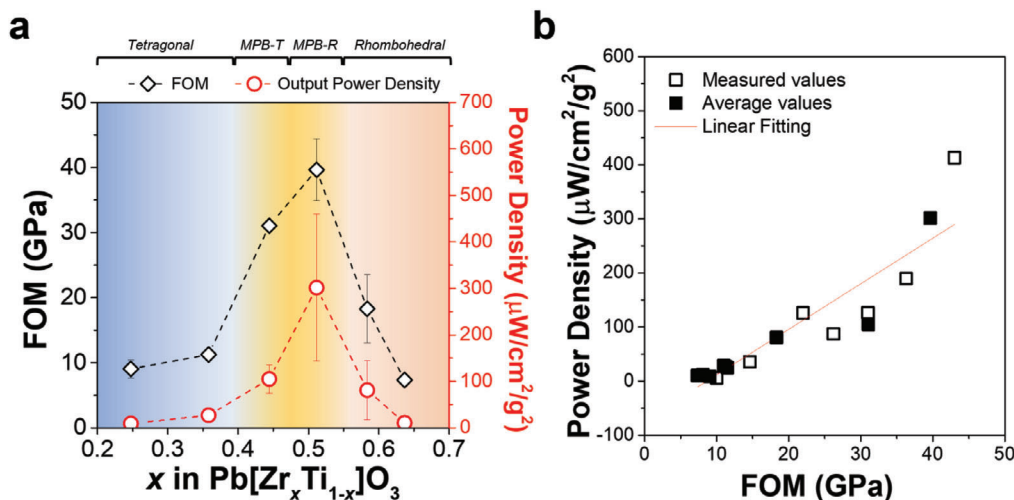 a
Tetragonal MPB-T MPB-R Rhombohedral
FOM Output Power Density
50
40
30
20
10
0
FOM (GPa)
700
600
500
400
300
200
100
0
Power Density (μW/cm²/g²)
0.2 0.3 0.4 0.5 0.6 0.7
x in Pb[ZrₓTi₁₋ₓ]O₃
b
Measured values
Average values
Linear Fitting
600
500
400
300
200
100
0
-100
Power Density (μW/cm²/g²)
0 10 20 30 40 50
FOM (GPa)